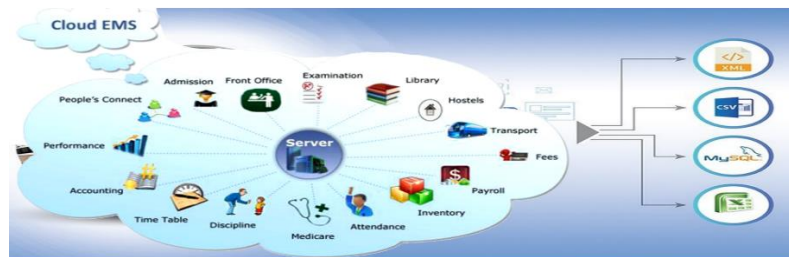 Cloud EMS
Admission
Front Office
Examination
Library
People's Connect
Hostels
Transport
Performance
Server
Fees
Accounting
Payroll
Time Table
Inventory
Discipline
Attendance
Medicare
</>
XML
CSV
MySQL